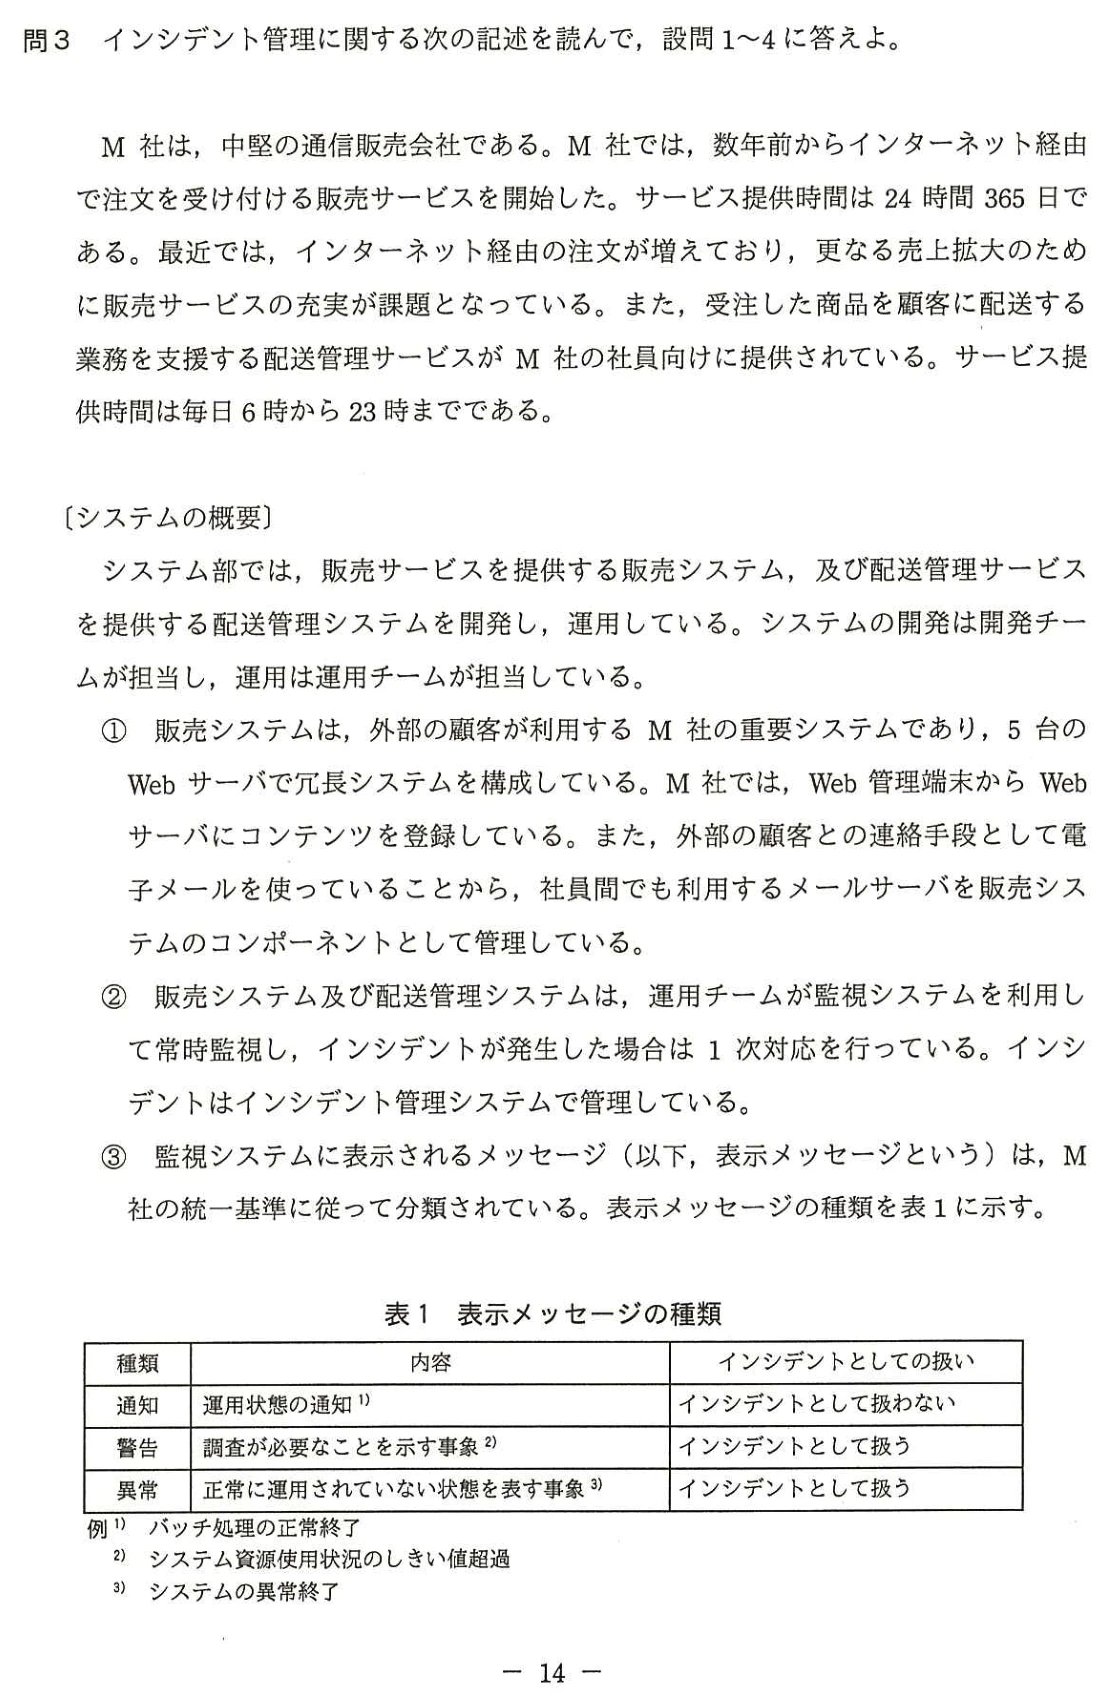 問3 インシデント管理に関する次の記述を読んで，設問1～4に答えよ。
M 社は，中堅の通信販売会社である。M 社では，数年前からインターネット経由
で注文を受け付ける販売サービスを開始した。サービス提供時間は 24 時間 365 日で
ある。最近では，インターネット経由の注文が増えており，更なる売上拡大のため
に販売サービスの充実が課題となっている。また，受注した商品を顧客に配送する
業務を支援する配送管理サービスが M 社の社員向けに提供されている。サービス提
供時間は毎日6時から23時までである。
〔システムの概要〕
システム部では，販売サービスを提供する販売システム，及び配送管理サービス
を提供する配送管理システムを開発し，運用している。システムの開発は開発チー
ムが担当し，運用は運用チームが担当している。
① 販売システムは，外部の顧客が利用する M 社の重要システムであり，5 台の
Web サーバで冗長システムを構成している。M 社では，Web 管理端末から Web
サーバにコンテンツを登録している。また，外部の顧客との連絡手段として電
子メールを使っていることから，社員間でも利用するメールサーバを販売シス
テムのコンポーネントとして管理している。
② 販売システム及び配送管理システムは，運用チームが監視システムを利用し
て常時監視し，インシデントが発生した場合は 1 次対応を行っている。インシ
デントはインシデント管理システムで管理している。
③ 監視システムに表示されるメッセージ（以下，表示メッセージという）は，M
社の統一基準に従って分類されている。表示メッセージの種類を表1に示す。
表1 表示メッセージの種類
種類 内容 インシデントとしての扱い
通知 運用状態の通知 1) インシデントとして扱わない
警告 調査が必要なことを示す事象 2) インシデントとして扱う
異常 正常に運用されていない状態を表す事象 3) インシデントとして扱う
例 1) バッチ処理の正常終了
2) システム資源使用状況のしきい値超過
3) システムの異常終了
－ 14 －